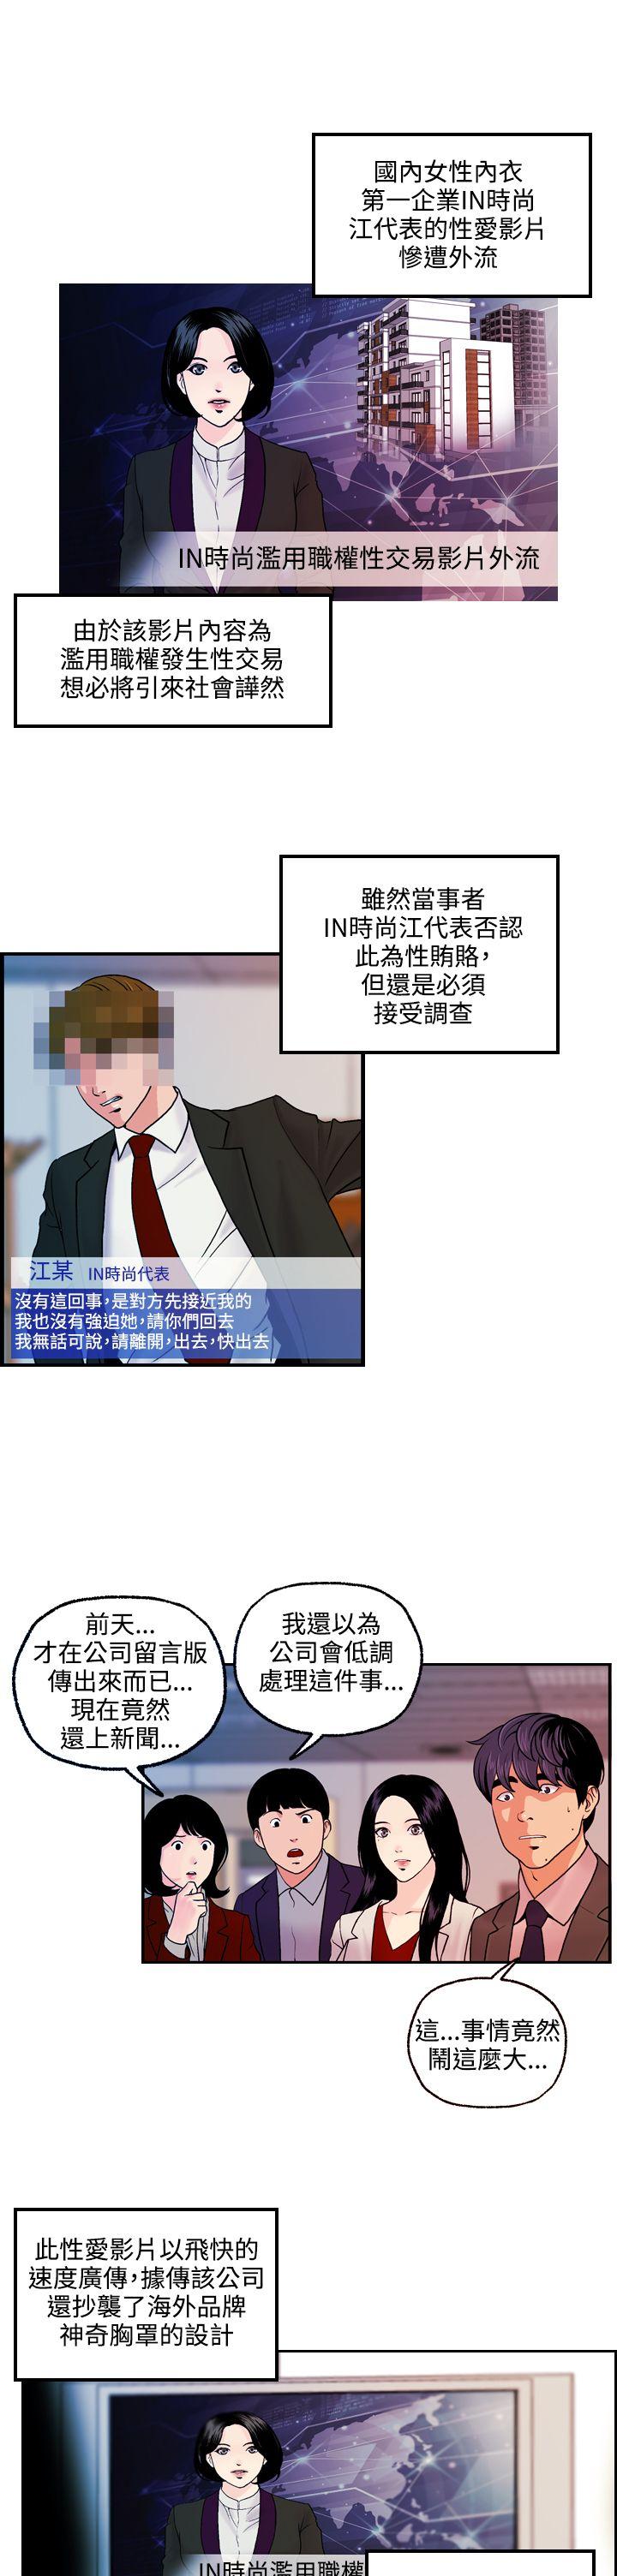 國內女性內衣
第一企業IN時尚
江代表的性愛影片
慘遭外流
IN時尚濫用職權性交易影片外流
由於該影片內容為
濫用職權發生性交易
想必將引來社會譁然
雖然當事者
IN時尚江代表否認
此為性賄賂,
但還是必須
接受調查
江某 IN時尚代表
沒有這回事,是對方先接近我的
我也沒有強迫她,請你們回去
我無話可說,請離開,出去,快出去
前天...
才在公司留言版
傳出來而已...
現在竟然
還上新聞...
我還以為
公司會低調
處理這件事...
這...事情竟然
鬧這麼大...
此性愛影片以飛快的
速度廣傳,據傳該公司
還抄襲了海外品牌
神奇胸罩的設計
IN時尚濫用職權